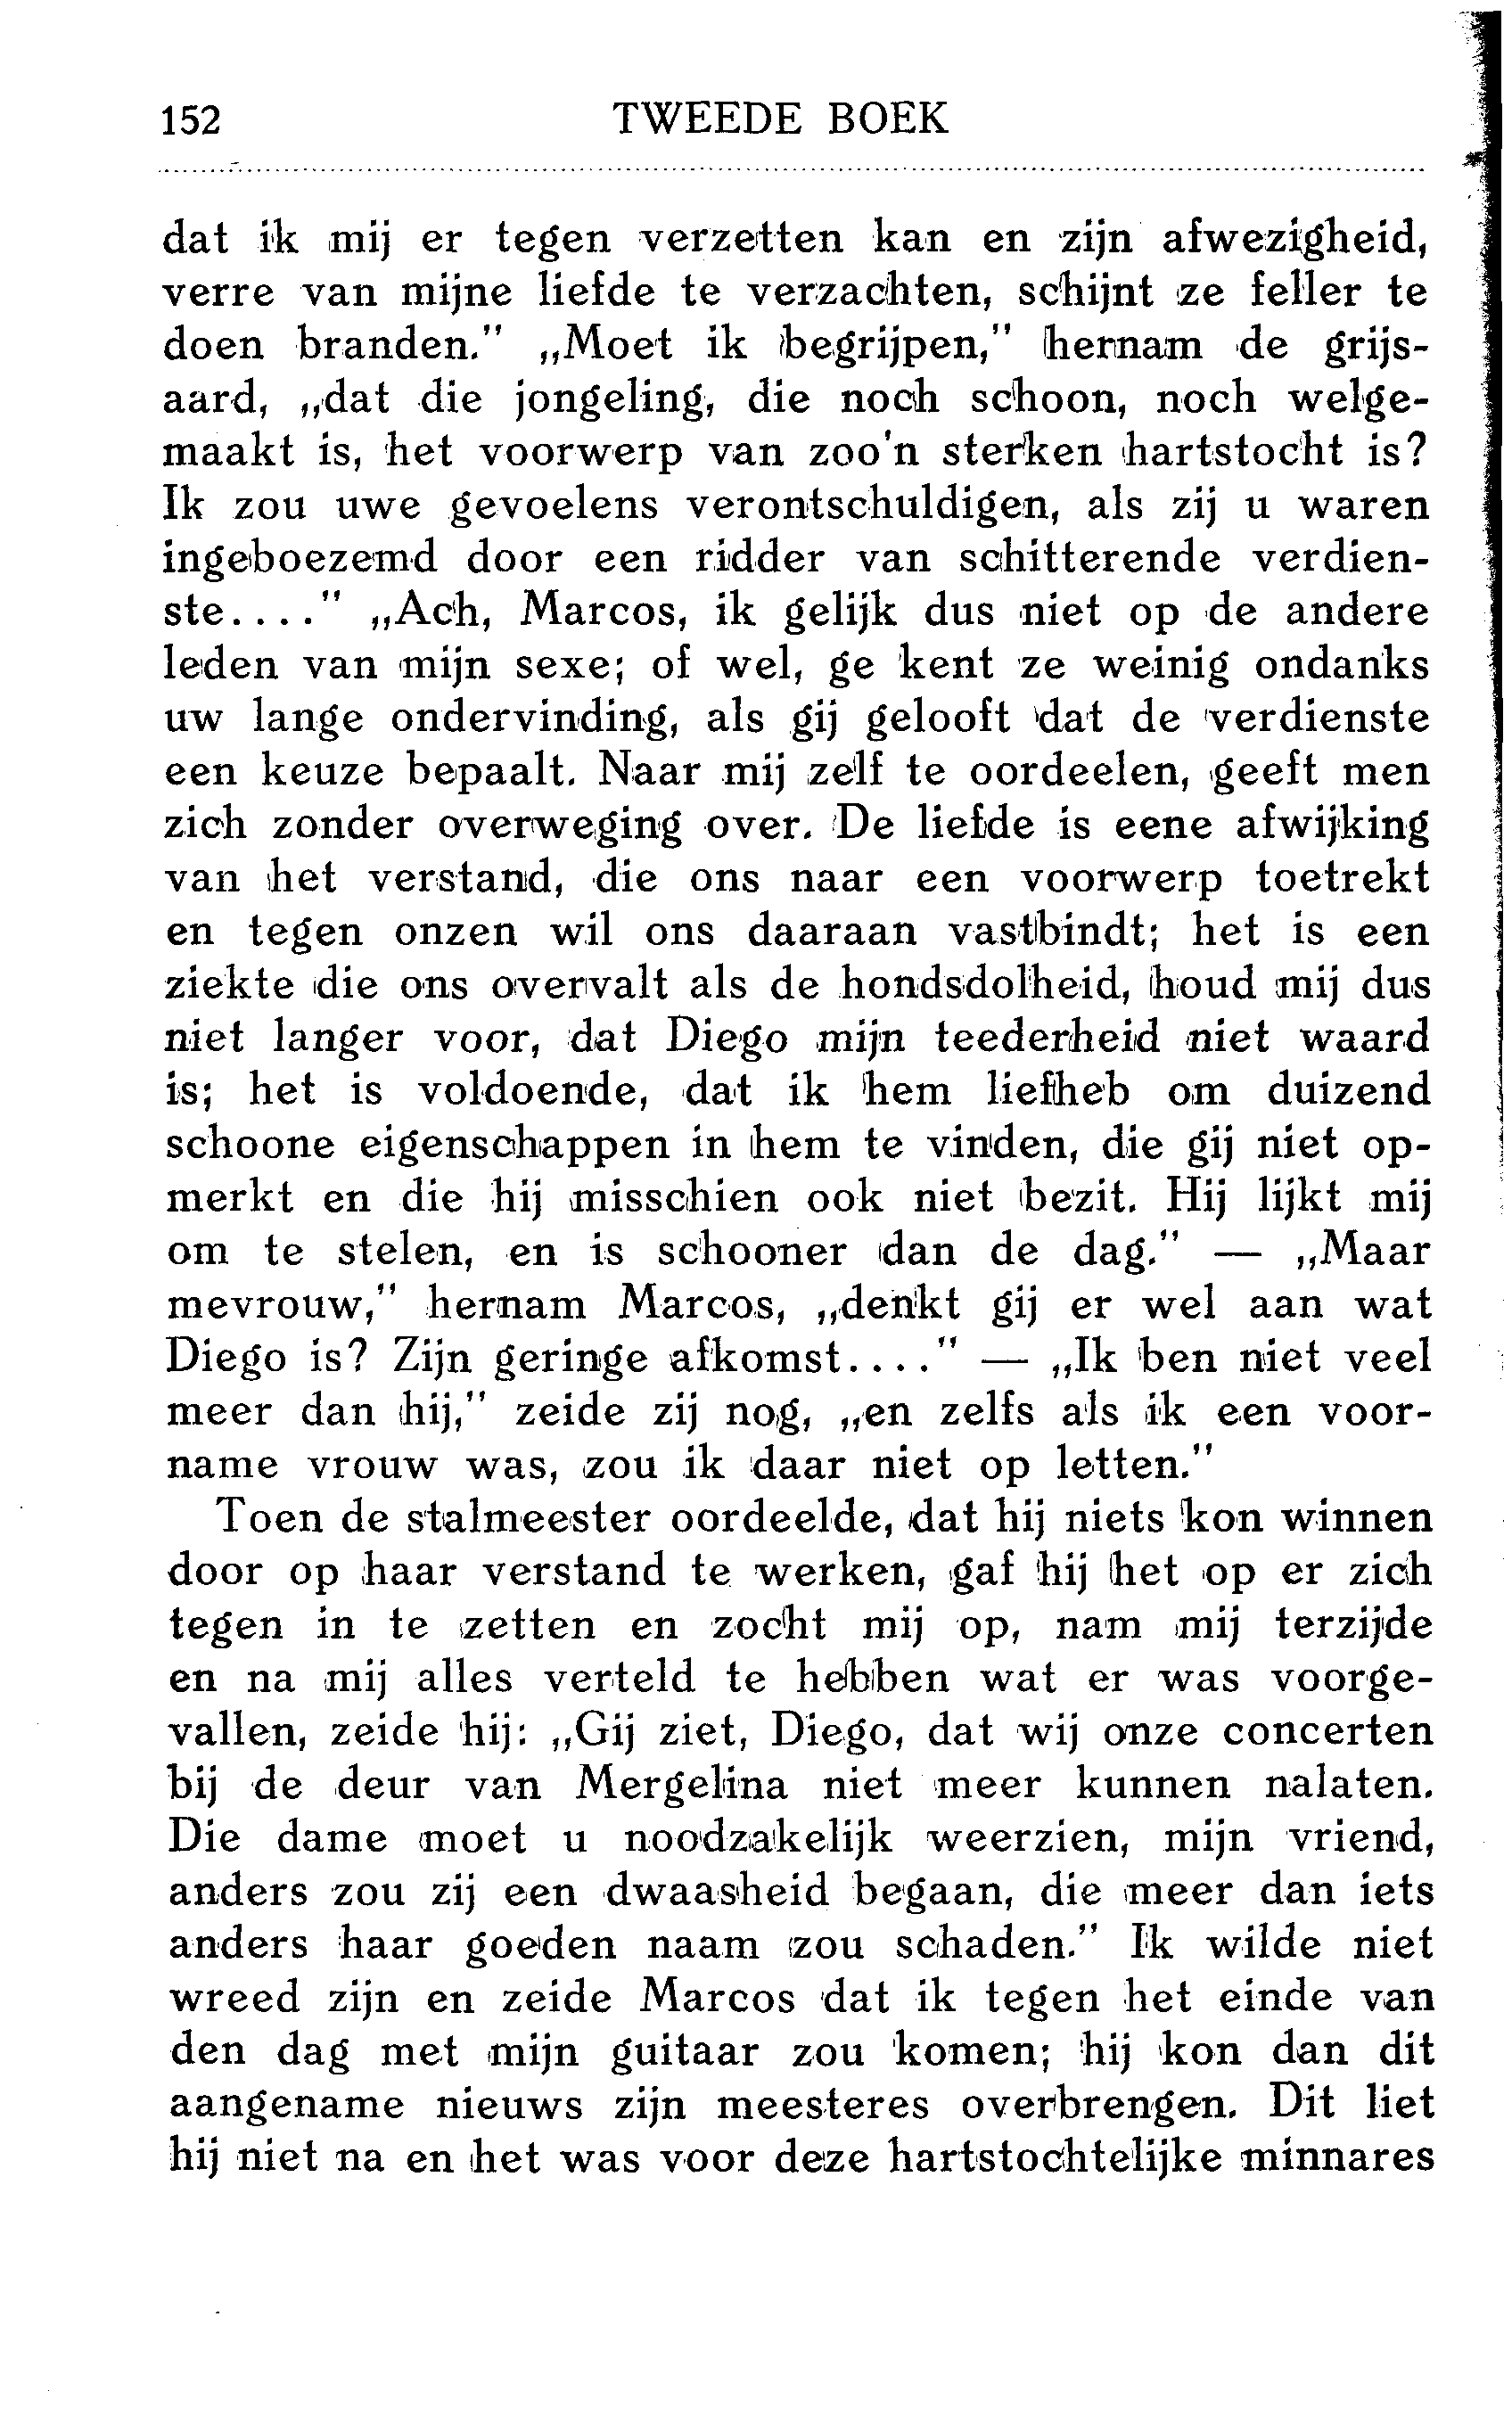 152 TWEEDE BOEK
dat ik mij er tegen verzetten kan en zijn afwezigheid,
verre van mijne liefde te verzachten, schijnt ze feller te
doen branden." „Moet ik begrijpen," hernam de grijs-
aard, „dat die jongeling, die noch schoon, noch welge-
maakt is, het voorwerp van zoo'n sterken hartstocht is?
Ik zou uwe gevoelens verontschuldigen, als zij u waren
ingeboezemd door een ridder van schitterende verdien-
ste...." „Ach, Marcos, ik gelijk dus niet op de andere
leden van mijn sexe; of wel, ge kent ze weinig ondanks
uw lange ondervinding, als gij gelooft dat de verdienste
een keuze bepaalt. Naar mij zelf te oordeelen, geeft men
zich zonder overweging over. De liefde is eene afwijking
van het verstand, die ons naar een voorwerp toetrekt
en tegen onzen wil ons daaraan vastbindt; het is een
ziekte die ons overvalt als de hondsdolheid, houd mij dus
niet langer voor, dat Diego mijn teederheid niet waard
is; het is voldoende, dat ik hem liefheb om duizend
schoone eigenschappen in hem te vinden, die gij niet op-
merkt en die hij misschien ook niet bezit. Hij lijkt mij
om te stelen, en is schooner dan de dag." — „Maar
mevrouw," hernam Marcos, „denkt gij er wel aan wat
Diego is? Zijn geringe afkomst...." — „Ik ben niet veel
meer dan hij," zeide zij nog, „en zelfs als ik een voor-
name vrouw was, zou ik daar niet op letten."
Toen de stalmeester oordeelde, dat hij niets kon winnen
door op haar verstand te werken, gaf hij het op er zich
tegen in te zetten en zocht mij op, nam mij terzijde
en na mij alles verteld te hebben wat er was voorge-
vallen, zeide hij: „Gij ziet, Diego, dat wij onze concerten
bij de deur van Mergelina niet meer kunnen nalaten.
Die dame moet u noodzakelijk weerzien, mijn vriend,
anders zou zij een dwaasheid begaan, die meer dan iets
anders haar goeden naam zou schaden." Ik wilde niet
wreed zijn en zeide Marcos dat ik tegen het einde van
den dag met mijn guitaar zou komen; hij kon dan dit
aangename nieuws zijn meesteres overbrengen. Dit liet
hij niet na en het was voor deze hartstochtelijke minnares